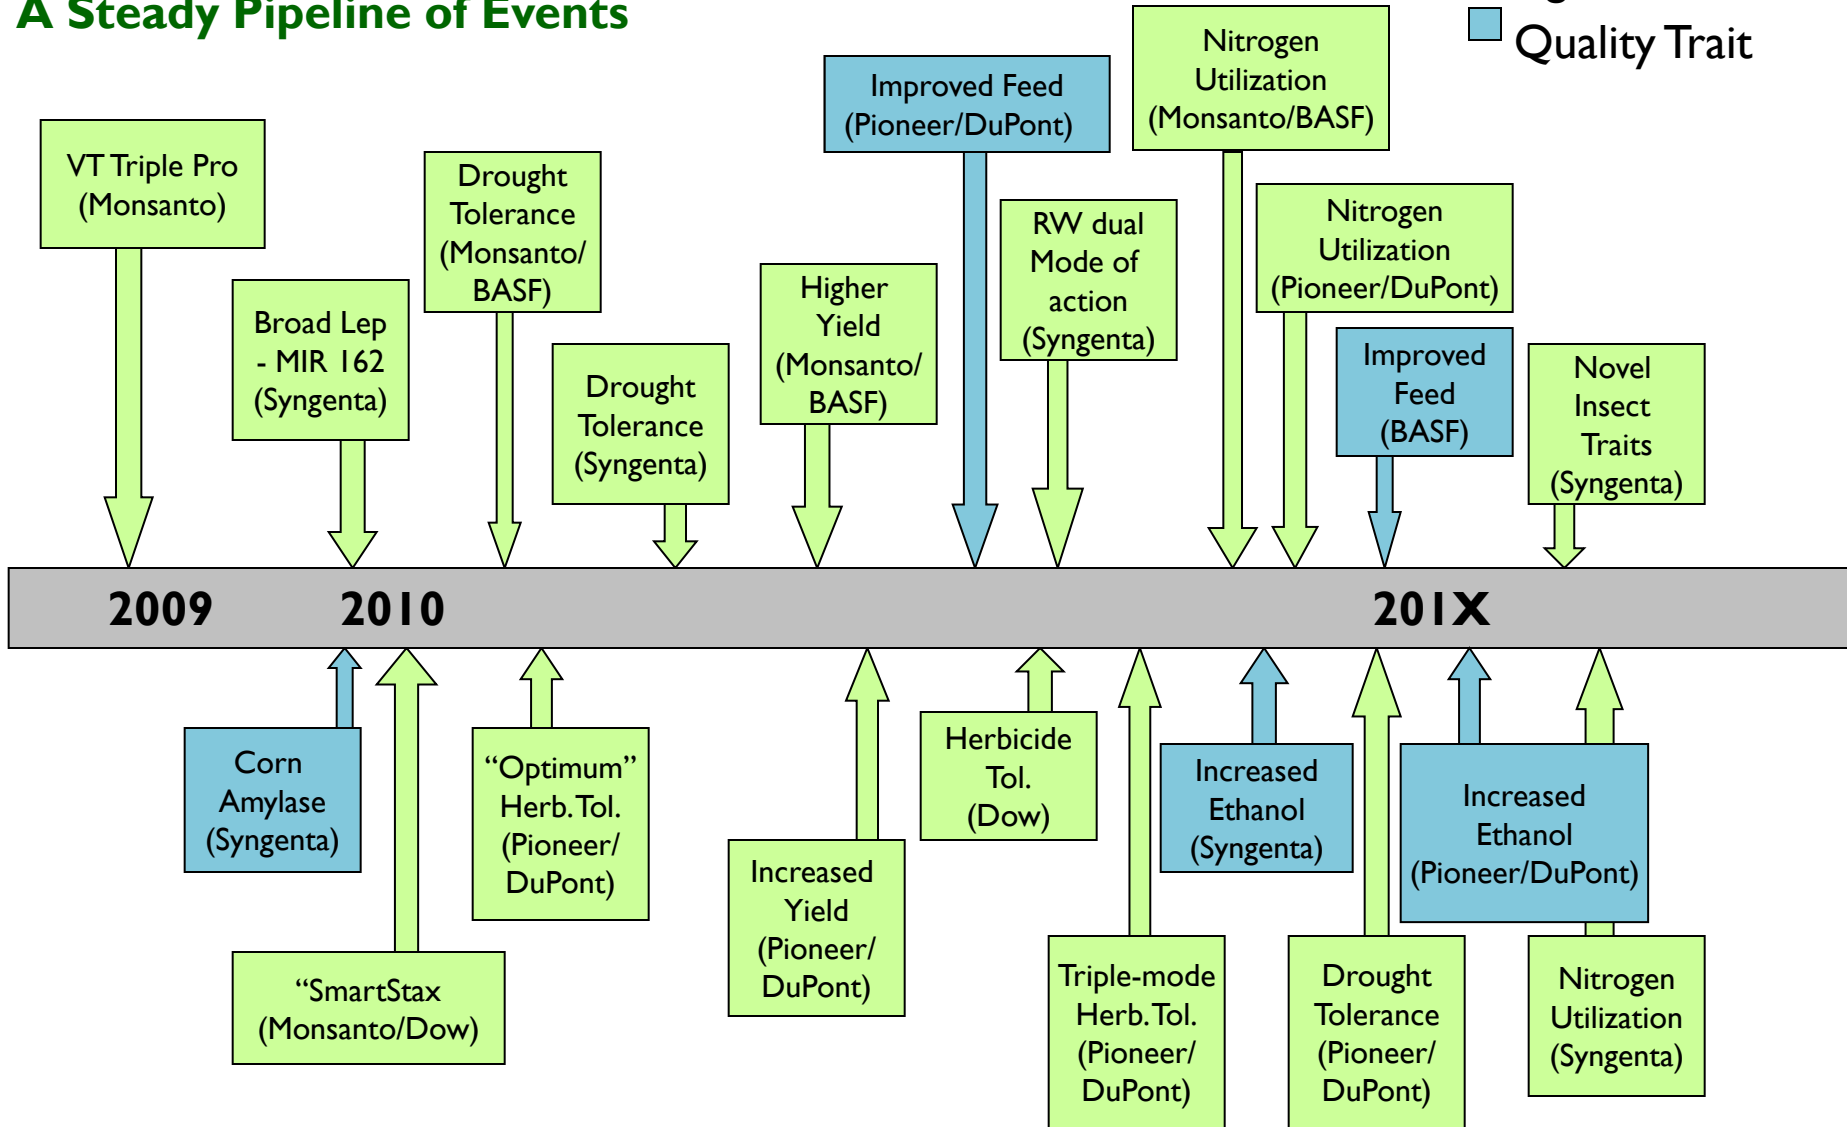 A Steady Pipeline of Events
Quality Trait
VT Triple Pro
(Monsanto)
Broad Lep
- MIR 162
(Syngenta)
Drought
Tolerance
(Monsanto/
BASF)
Drought
Tolerance
(Syngenta)
Higher
Yield
(Monsanto/
BASF)
Improved Feed
(Pioneer/DuPont)
RW dual
Mode of
action
(Syngenta)
Nitrogen
Utilization
(Monsanto/BASF)
Nitrogen
Utilization
(Pioneer/DuPont)
Improved
Feed
(BASF)
Novel
Insect
Traits
(Syngenta)
2009
2010
201X
Corn
Amylase
(Syngenta)
“SmartStax
(Monsanto/Dow)
“Optimum”
Herb. Tol.
(Pioneer/
DuPont)
Increased
Yield
(Pioneer/
DuPont)
Herbicide
Tol.
(Dow)
Triple-mode
Herb. Tol.
(Pioneer/
DuPont)
Increased
Ethanol
(Syngenta)
Drought
Tolerance
(Pioneer/
DuPont)
Increased
Ethanol
(Pioneer/DuPont)
Nitrogen
Utilization
(Syngenta)